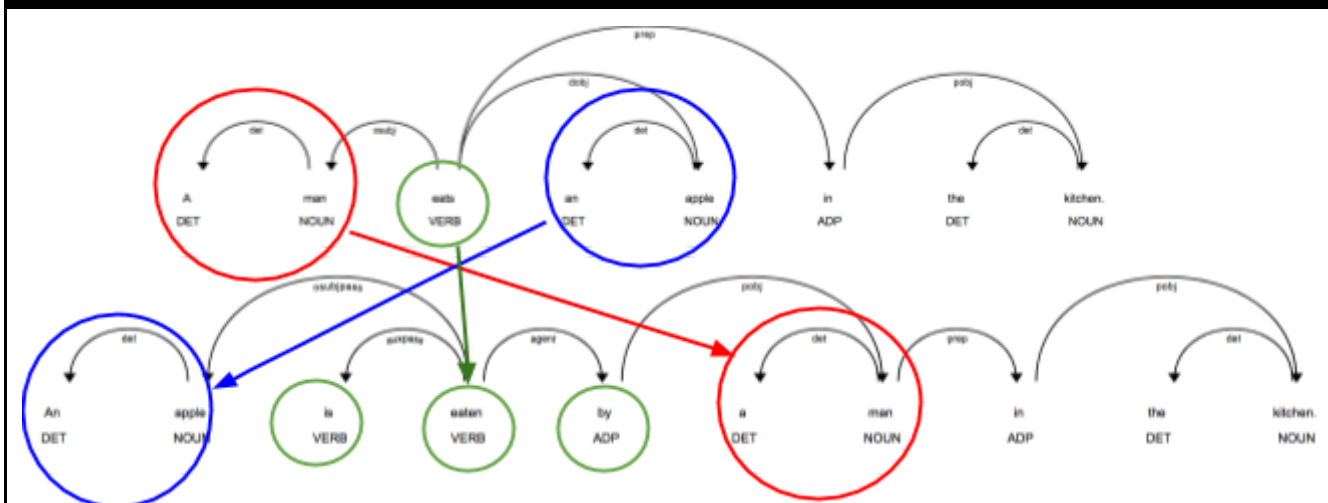 prep
dobj
pobj
det
nsubj
det
det
A man eats an apple in the kitchen.
DET NOUN VERB DET NOUN ADP DET NOUN
nsubjpass
pobj
pobj
det
auxpass
agent
det
prep
det
An apple is eaten by a man in the kitchen.
DET NOUN VERB VERB ADP DET NOUN ADP DET NOUN